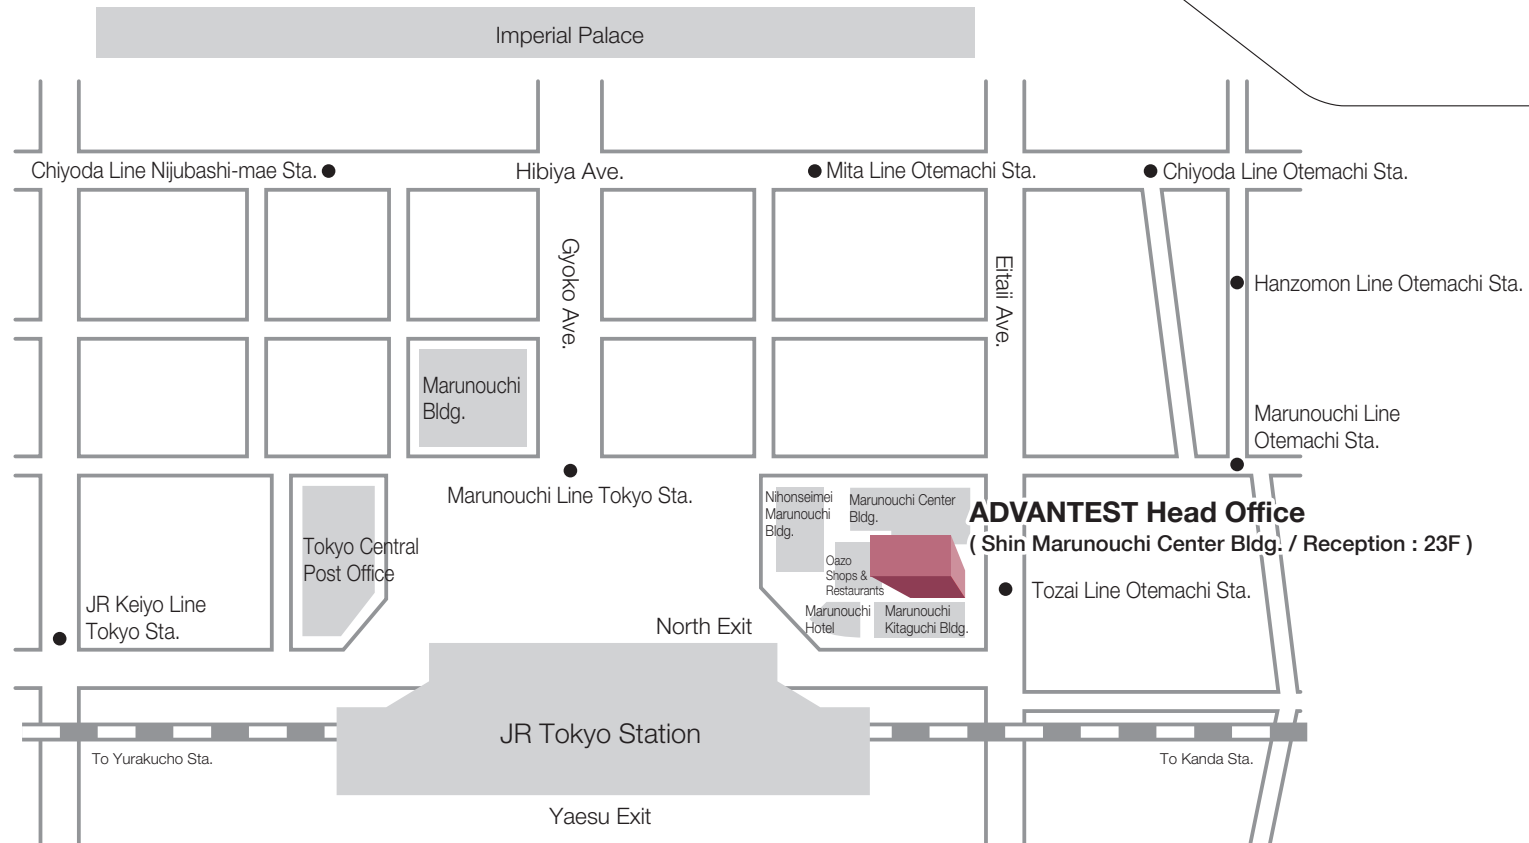 Imperial Palace
Chiyoda Line Nijubashi-mae Sta.
Hibiya Ave.
Mita Line Otemachi Sta.
Chiyoda Line Otemachi Sta.
Gyoko Ave.
Eitaii Ave.
Hanzomon Line Otemachi Sta.
Marunouchi
Bldg.
Marunouchi Line
Otemachi Sta.
Marunouchi Line Tokyo Sta.
Nihonseimei
Marunouchi
Bldg.
Marunouchi Center
Bldg.
ADVANTEST Head Office
( Shin Marunouchi Center Bldg. / Reception : 23F )
Tokyo Central
Post Office
Oazo
Shops &
Restaurants
Tozai Line Otemachi Sta.
JR Keiyo Line
Tokyo Sta.
North Exit
Marunouchi
Hotel
Marunouchi
Kitaguchi Bldg.
JR Tokyo Station
To Yurakucho Sta.
To Kanda Sta.
Yaesu Exit